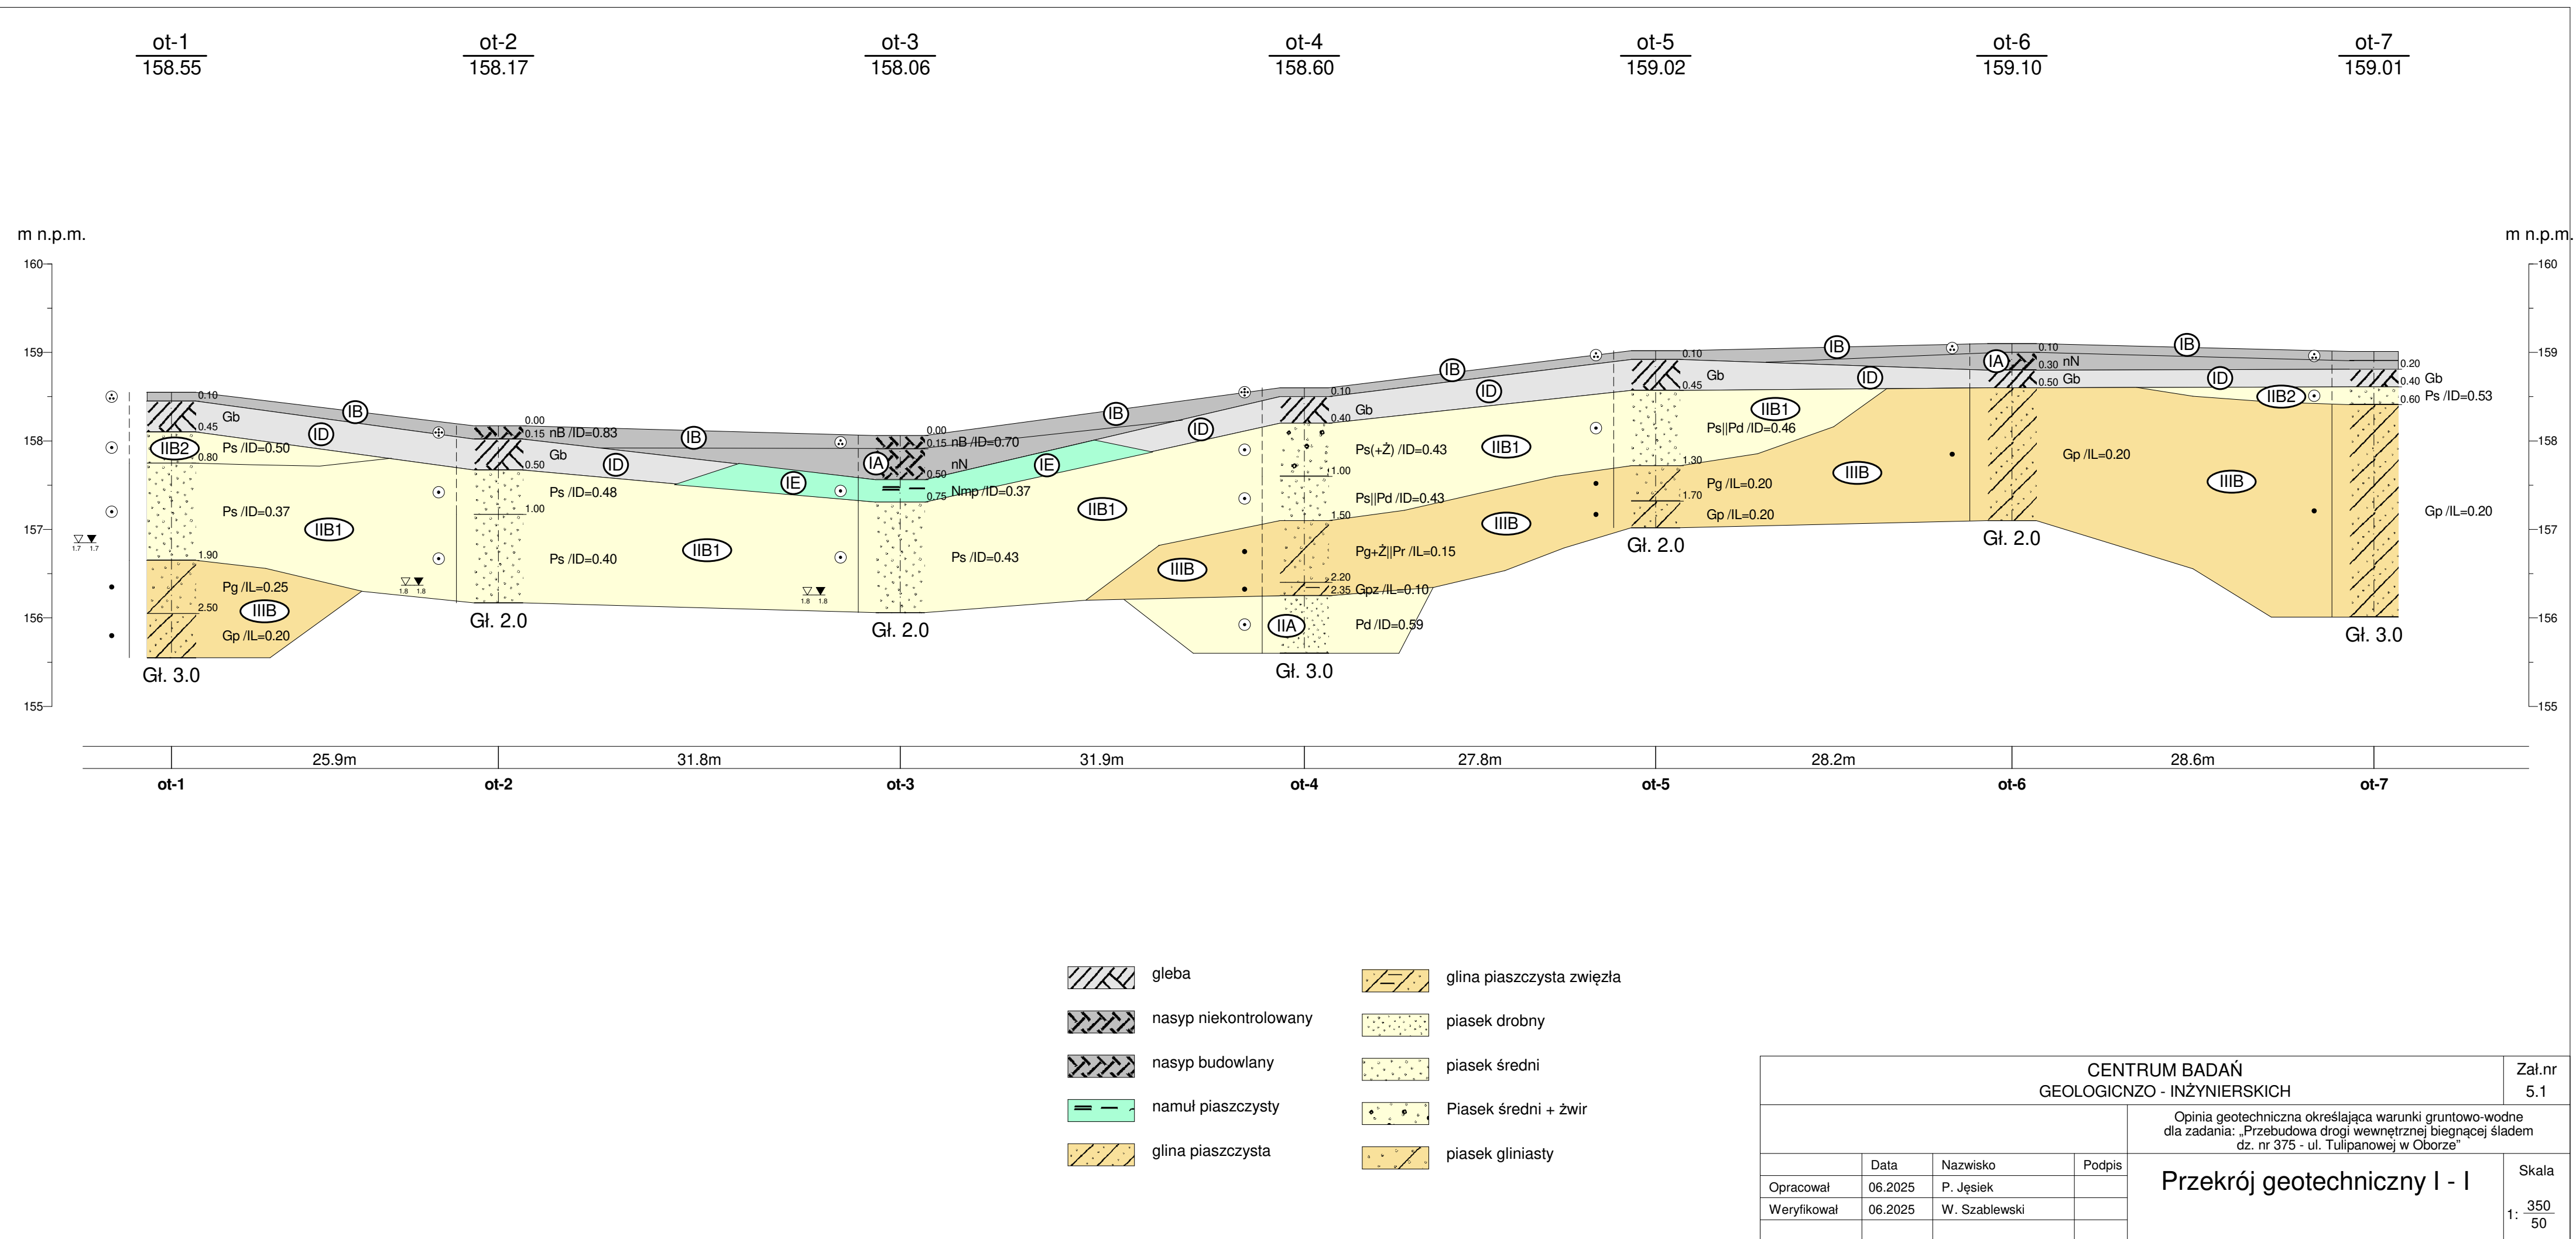 ot-1
158.55
ot-2
158.17
ot-3
158.06
ot-4
158.60
ot-5
159.02
ot-6
159.10
ot-7
159.01
m n.p.m.
m n.p.m.
160
159
158
157
156
155
160
159
158
157
156
155
0.10
Gb
0.45
IIB2
Ps /ID=0.50
0.80
Ps /ID=0.37
1.7 1.7
1.90
Pg /IL=0.25
2.50
IIIB
Gp /IL=0.20
Gł. 3.0
IB
ID
IIB1
0.00
0.15 nB /ID=0.83
Gb
0.50
Ps /ID=0.48
1.00
Ps /ID=0.40
1.8 1.8
Gł. 2.0
IB
ID
IE
IIB1
0.00
0.15 nB /ID=0.70
IA
nN
0.50
Nmp /ID=0.37
0.75
Ps /ID=0.43
1.8 1.8
Gł. 2.0
IB
IE
ID
IIB1
IIIB
0.10
Gb
0.40
Ps(+Ż) /ID=0.43
1.00
Ps||Pd /ID=0.43
1.50
Pg+Ż||Pr /IL=0.15
2.20
2.35 Gpz /IL=0.10
IIA
Pd /ID=0.59
Gł. 3.0
IB
ID
IIB1
IIIB
0.10
Gb
0.45
Ps||Pd /ID=0.46
1.30
Pg /IL=0.20
1.70
Gp /IL=0.20
Gł. 2.0
IB
ID
IIB1
IIIB
0.10
IA
nN
0.30
0.50 Gb
Gp /IL=0.20
Gł. 2.0
IB
ID
IIB2
IIIB
0.20
0.40 Gb
Ps /ID=0.53
0.60
Gp /IL=0.20
Gł. 3.0
25.9m
31.8m
31.9m
27.8m
28.2m
28.6m
ot-1
ot-2
ot-3
ot-4
ot-5
ot-6
ot-7
gleba
nasyp niekontrolowany
nasyp budowlany
namuł piaszczysty
glina piaszczysta
glina piaszczysta zwięzła
piasek drobny
piasek średni
Piasek średni + żwir
piasek gliniasty
CENTRUM BADAŃ
GEOLOGICNZO - INŻYNIERSKICH
Zał.nr
5.1
Opinia geotechniczna określająca warunki gruntowo-wodne
dla zadania: „Przebudowa drogi wewnętrznej biegnącej śladem
dz. nr 375 - ul. Tulipanowej w Oborze”
Data Nazwisko Podpis
Opracował 06.2025 P. Jęsiek
Weryfikował 06.2025 W. Szablewski
Przekrój geotechniczny I - I
Skala
1: 350
50